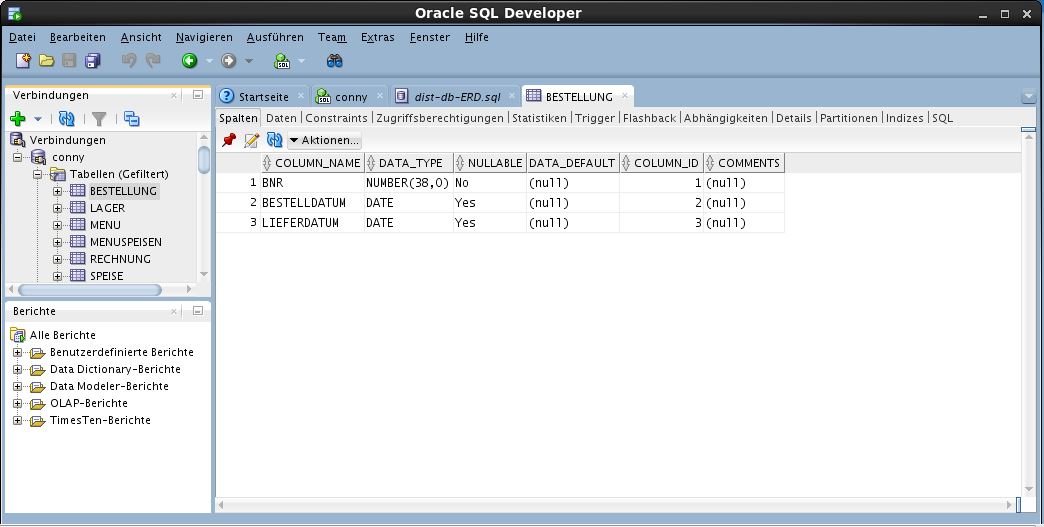 Oracle SQL Developer
Datei Bearbeiten Ansicht Navigieren Ausführen Team Extras Fenster Hilfe
SQL
Verbindungen
Startseite SQL conny dist-db-ERD.sql BESTELLUNG
Spalten Daten Constraints Zugriffsberechtigungen Statistiken Trigger Flashback Abhängigkeiten Details Partitionen Indizes SQL
Aktionen...
Verbindungen
conny
Tabellen (Gefiltert)
BESTELLUNG
LAGER
MENU
MENUSPEISEN
RECHNUNG
SPEISE
COLUMN_NAME DATA_TYPE NULLABLE DATA_DEFAULT COLUMN_ID COMMENTS
1 BNR NUMBER(38,0) No (null) 1 (null)
2 BESTELLDATUM DATE Yes (null) 2 (null)
3 LIEFERDATUM DATE Yes (null) 3 (null)
Berichte
Alle Berichte
Benutzerdefinierte Berichte
Data Dictionary-Berichte
Data Modeler-Berichte
OLAP-Berichte
TimesTen-Berichte